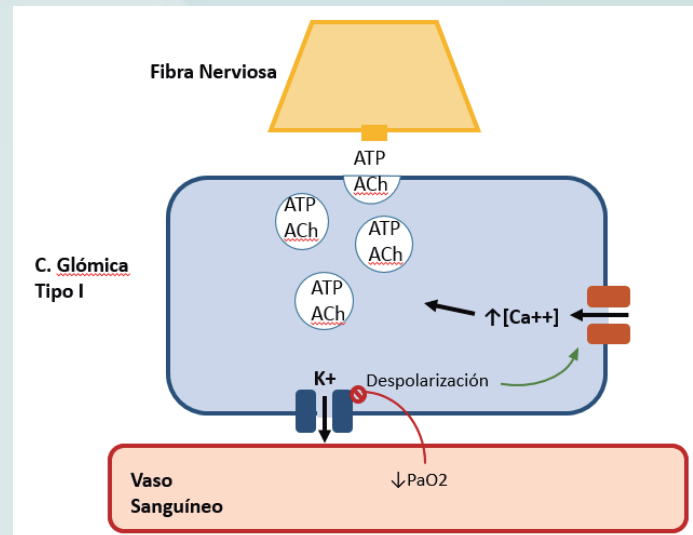 Fibra Nerviosa
ATP
ACh
ATP
ACh
ATP
ACh
C. Glómica
Tipo I
ATP
ACh
↑[Ca++]
K+
Despolarización
Vaso
Sanguíneo
↓PaO2